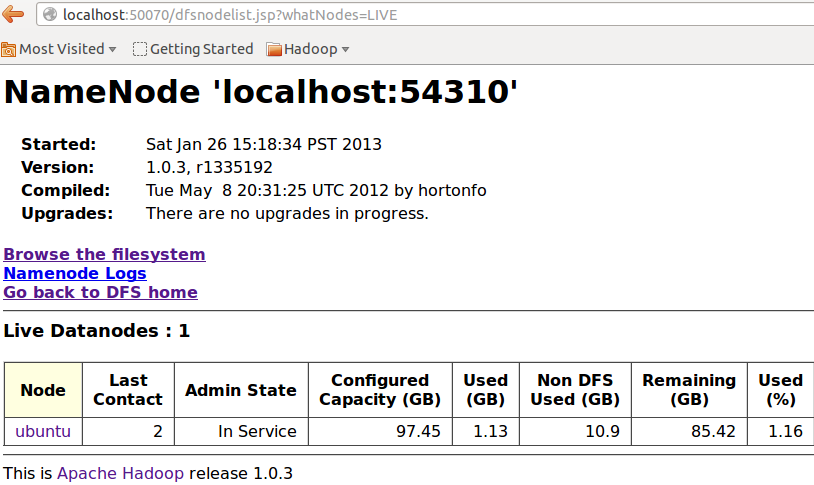 localhost:50070/dfsnodelist.jsp?whatNodes=LIVE
Most Visited Getting Started Hadoop
NameNode 'localhost:54310'
Started: Sat Jan 26 15:18:34 PST 2013
Version: 1.0.3, r1335192
Compiled: Tue May 8 20:31:25 UTC 2012 by hortonfo
Upgrades: There are no upgrades in progress.
Browse the filesystem
Namenode Logs
Go back to DFS home
Live Datanodes : 1
Node Last Contact Admin State Configured Capacity (GB) Used (GB) Non DFS Used (GB) Remaining (GB) Used (%)
ubuntu 2 In Service 97.45 1.13 10.9 85.42 1.16
This is Apache Hadoop release 1.0.3